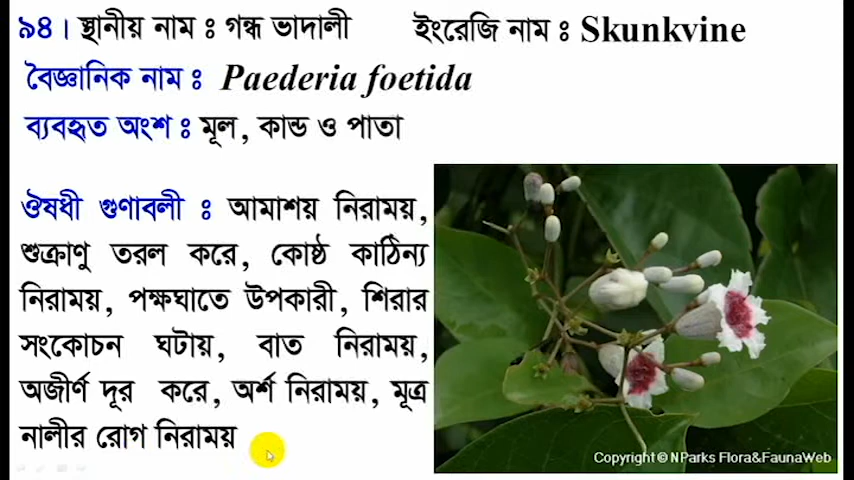 ৯৪। স্থানীয় নাম ঃ গন্ধ ভাদালী ইংরেজি নাম ঃ Skunkvine
বৈজ্ঞানিক নাম ঃ Paederia foetida
ব্যবহৃত অংশ ঃ মূল, কান্ড ও পাতা
ঔষধী গুণাবলী ঃ আমাশয় নিরাময়,
শুক্রাণু তরল করে, কোষ্ঠ কাঠিন্য
নিরাময়, পক্ষঘাতে উপকারী, শিরার
সংকোচন ঘটায়, বাত নিরাময়,
অজীর্ণ দূর করে, অর্শ নিরাময়, মূত্র
নালীর রোগ নিরাময়
Copyright © NParks Flora&FaunaWeb